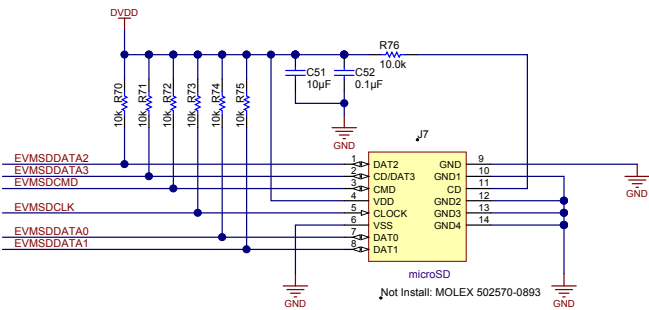 DVDD
R76
10.0k
10k R70
10k R71
10k R72
10k R73
10k R74
10k R75
C51
10µF
C52
0.1µF
GND
J7
EVMSDDATA2
1 DAT2
GND 9
EVMSDDATA3
2 CD/DAT3
GND1 10
EVMSDCMD
3 CMD
CD 11
4 VDD
GND2 12
EVMSDCLK
5 CLOCK
GND3 13
6 VSS
GND4 14
EVMSDDATA0
7 DAT0
EVMSDDATA1
8 DAT1
GND
microSD
Not Install: MOLEX 502570-0893
GND
GND